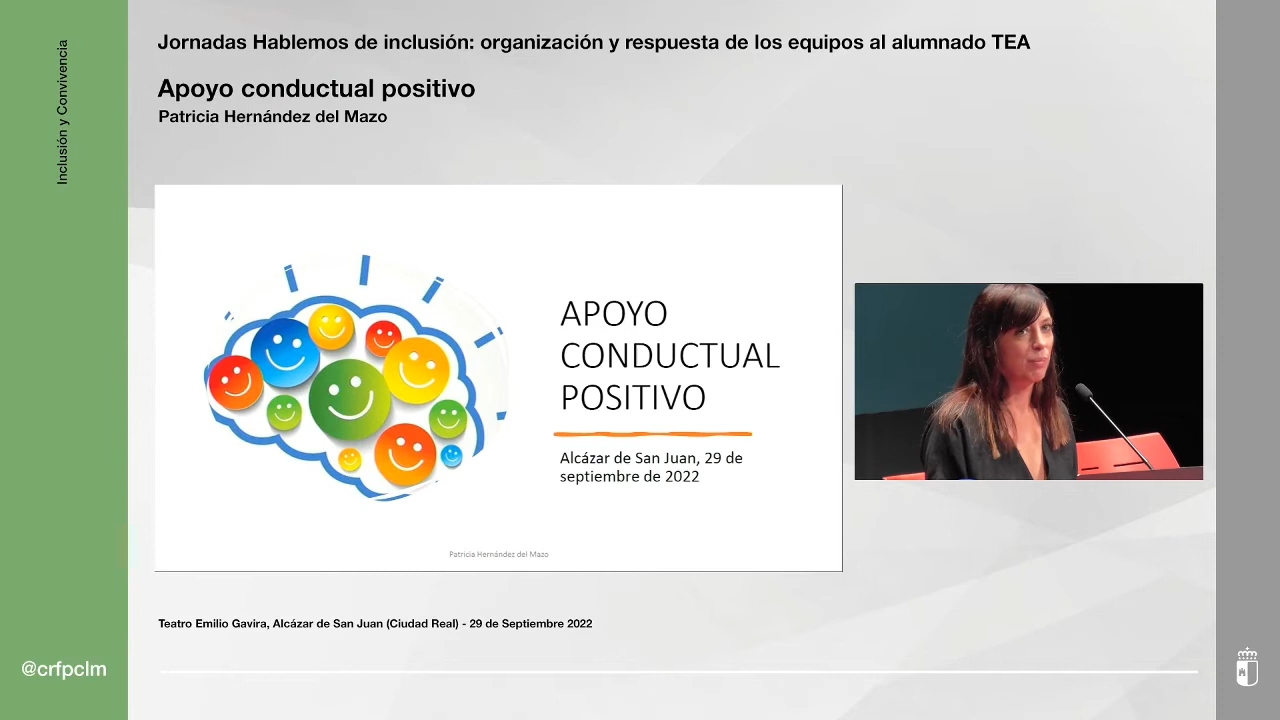 Inclusión y Convivencia
Jornadas Hablemos de inclusión: organización y respuesta de los equipos al alumnado TEA
Apoyo conductual positivo
Patricia Hernández del Mazo
APOYO
CONDUCTUAL
POSITIVO
Alcázar de San Juan, 29 de
septiembre de 2022
Patricia Hernández del Mazo
Teatro Emilio Gavira, Alcázar de San Juan (Ciudad Real) - 29 de Septiembre 2022
@crfpclm